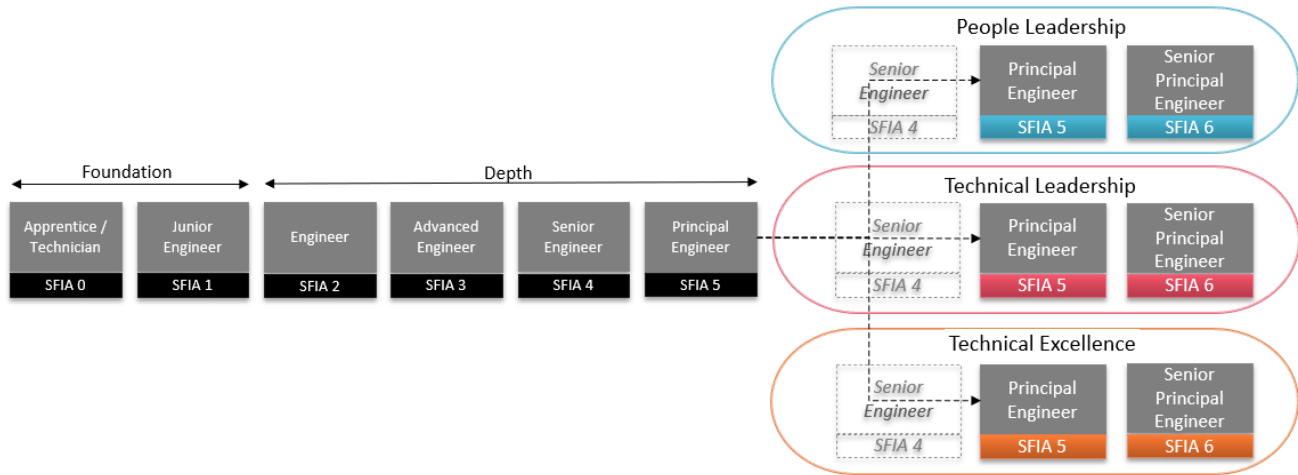 People Leadership
Senior
Engineer
SFIA 4
Principal
Engineer
SFIA 5
Senior
Principal
Engineer
SFIA 6
Foundation
Depth
Apprentice /
Technician
SFIA 0
Junior
Engineer
SFIA 1
Engineer
SFIA 2
Advanced
Engineer
SFIA 3
Senior
Engineer
SFIA 4
Principal
Engineer
SFIA 5
Technical Leadership
Senior
Engineer
SFIA 4
Principal
Engineer
SFIA 5
Senior
Principal
Engineer
SFIA 6
Technical Excellence
Senior
Engineer
SFIA 4
Principal
Engineer
SFIA 5
Senior
Principal
Engineer
SFIA 6